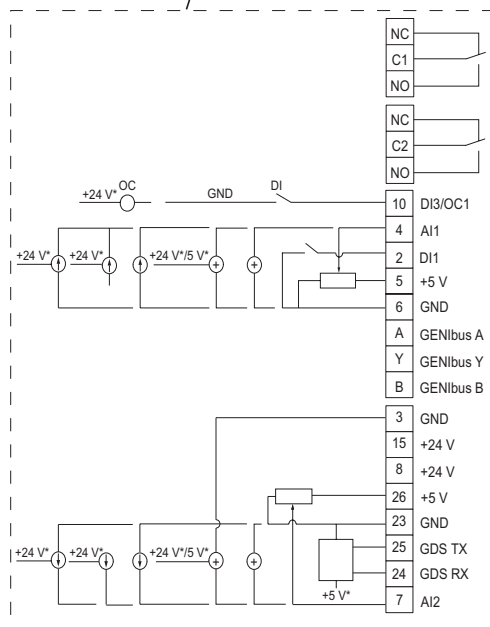 NC
C1
NO
NC
C2
NO
+24 V* OC GND DI 10 DI3/OC1
4 AI1
+24 V* +24 V* +24 V*/5 V* 2 DI1
5 +5 V
6 GND
A GENIbus A
Y GENIbus Y
B GENIbus B
3 GND
15 +24 V
8 +24 V
26 +5 V
23 GND
+24 V* +24 V* +24 V*/5 V* 25 GDS TX
24 GDS RX
+5 V* 7 AI2